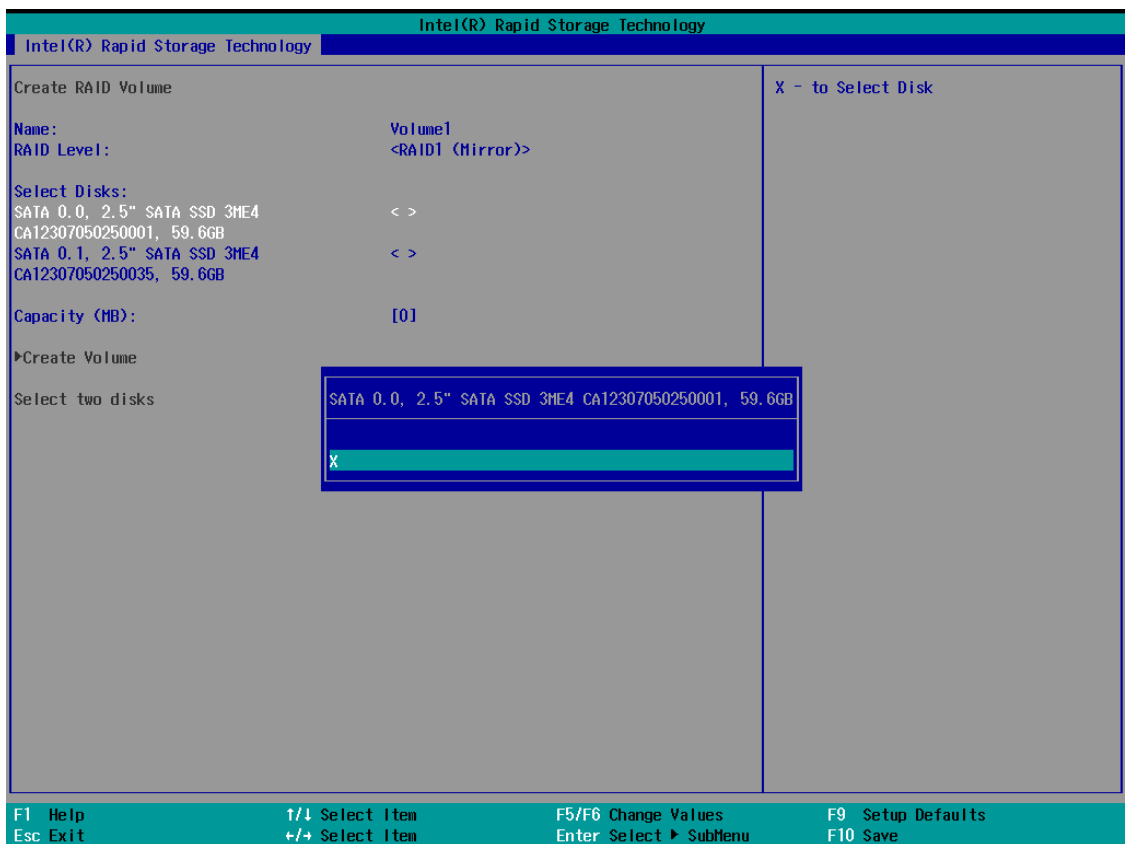 Intel(R) Rapid Storage Technology
Intel(R) Rapid Storage Technology
Create RAID Volume
X - to Select Disk
Name: Volume1
RAID Level: <RAID1 (Mirror)>
Select Disks:
SATA 0.0, 2.5" SATA SSD 3ME4 < >
CA12307050250001, 59.6GB
SATA 0.1, 2.5" SATA SSD 3ME4 < >
CA12307050250035, 59.6GB
Capacity (MB): [0]
▶Create Volume
Select two disks
SATA 0.0, 2.5" SATA SSD 3ME4 CA12307050250001, 59.6GB
X
F1 Help ↑/↓ Select Item F5/F6 Change Values F9 Setup Defaults
Esc Exit ←/→ Select Item Enter Select ▶ SubMenu F10 Save